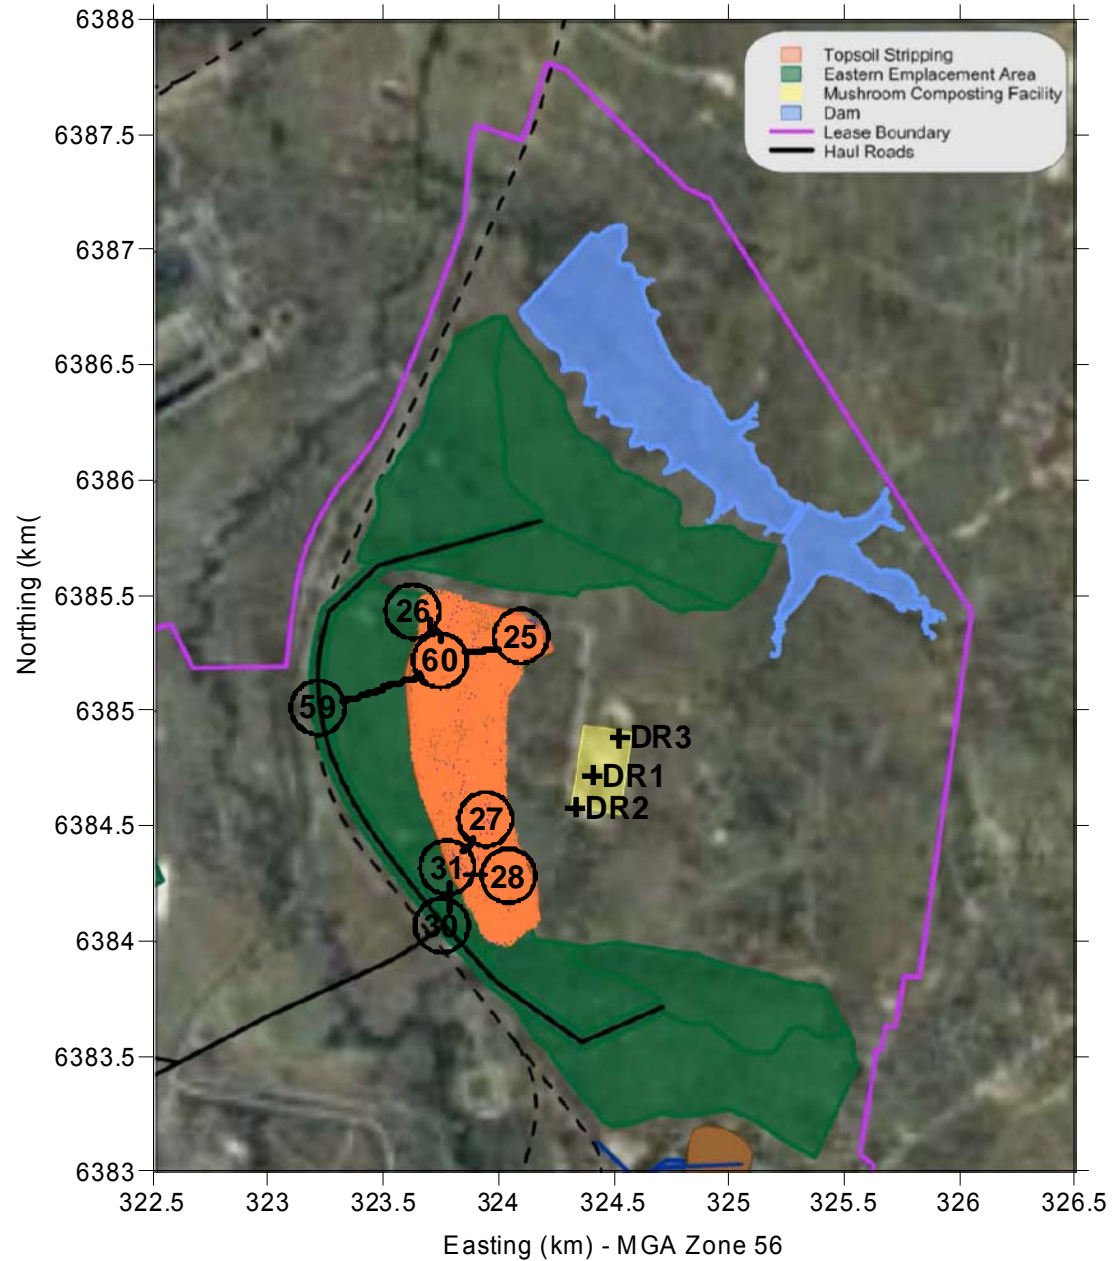 6388
Topsoil Stripping
Eastern Emplacement Area
Mushroom Composting Facility
Dam
Lease Boundary
Haul Roads
6387.5
6387
6386.5
6386
6385.5
6385
6384.5
6384
6383.5
6383
Northing (km(
26
25
60
59
+DR3
+DR1
+DR2
27
31
28
30
322.5 323 323.5 324 324.5 325 325.5 326 326.5
Easting (km) - MGA Zone 56